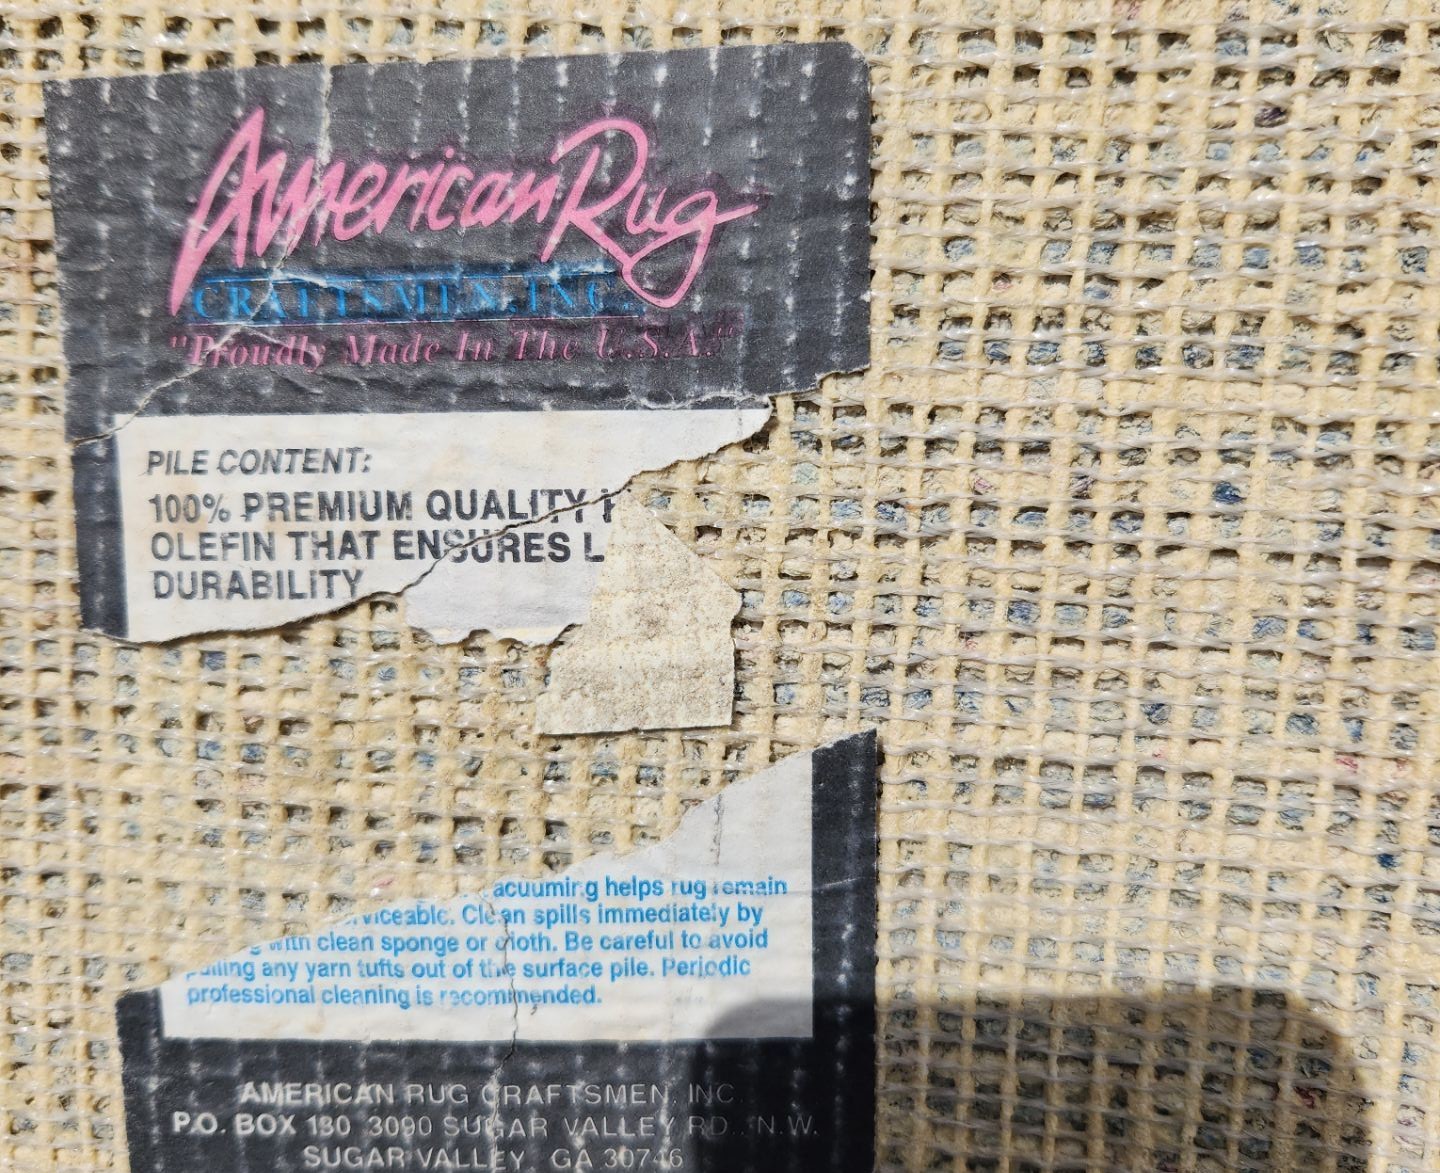 American Rug
CRAFTSMEN, INC.
"Proudly Made In The U.S.A."
PILE CONTENT:
100% PREMIUM QUALITY
OLEFIN THAT ENSURES L
DURABILITY
acuuming helps rug remain
viceable. Clean spills immediately by
g with clean sponge or cloth. Be careful to avoid
pulling any yarn tufts out of the surface pile. Periodic
professional cleaning is recommended.
AMERICAN RUG CRAFTSMEN, INC.
P.O. BOX 130 3090 SUGAR VALLEY RD., N.W.
SUGAR VALLEY, GA 30746